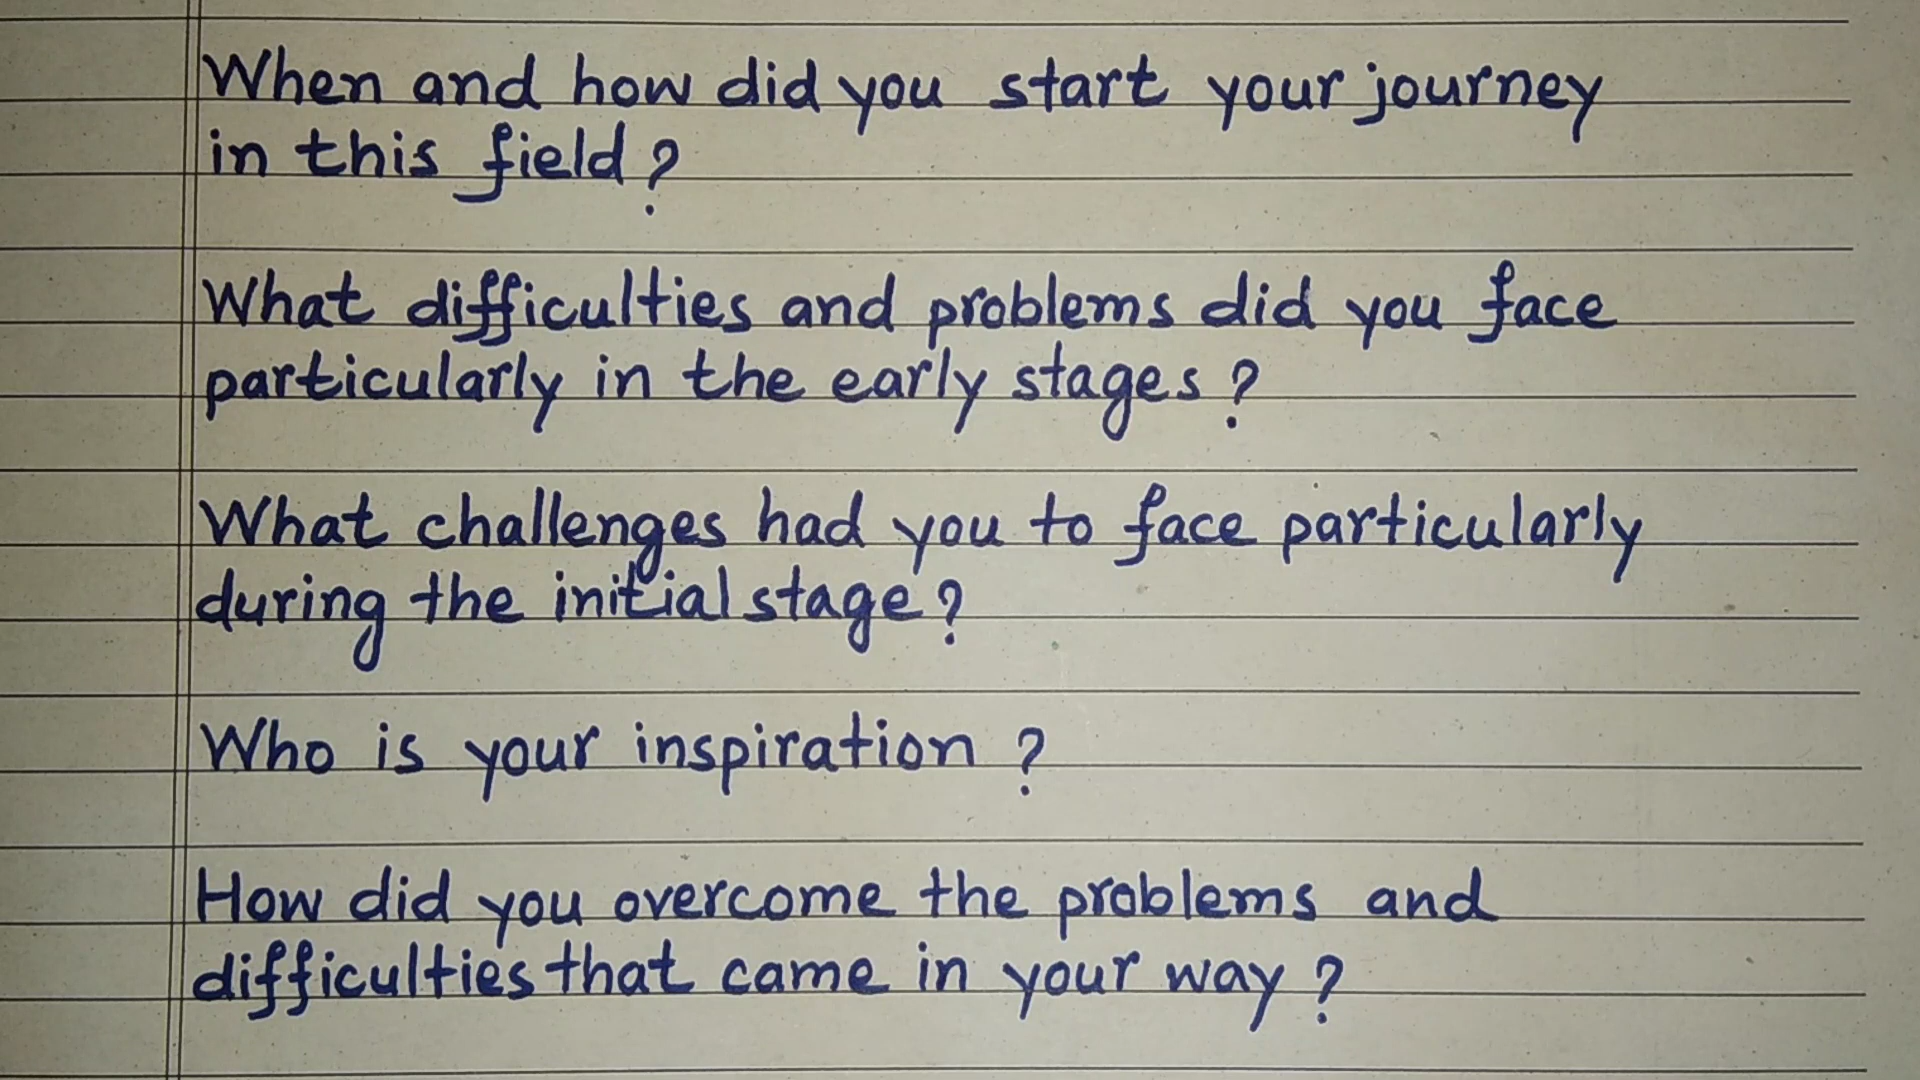 When and how did you start your journey
in this field?
What difficulties and problems did you face
particularly in the early stages?
What challenges had you to face particularly
during the initial stage?
Who is your inspiration ?
How did you overcome the problems and
difficulties that came in your way?